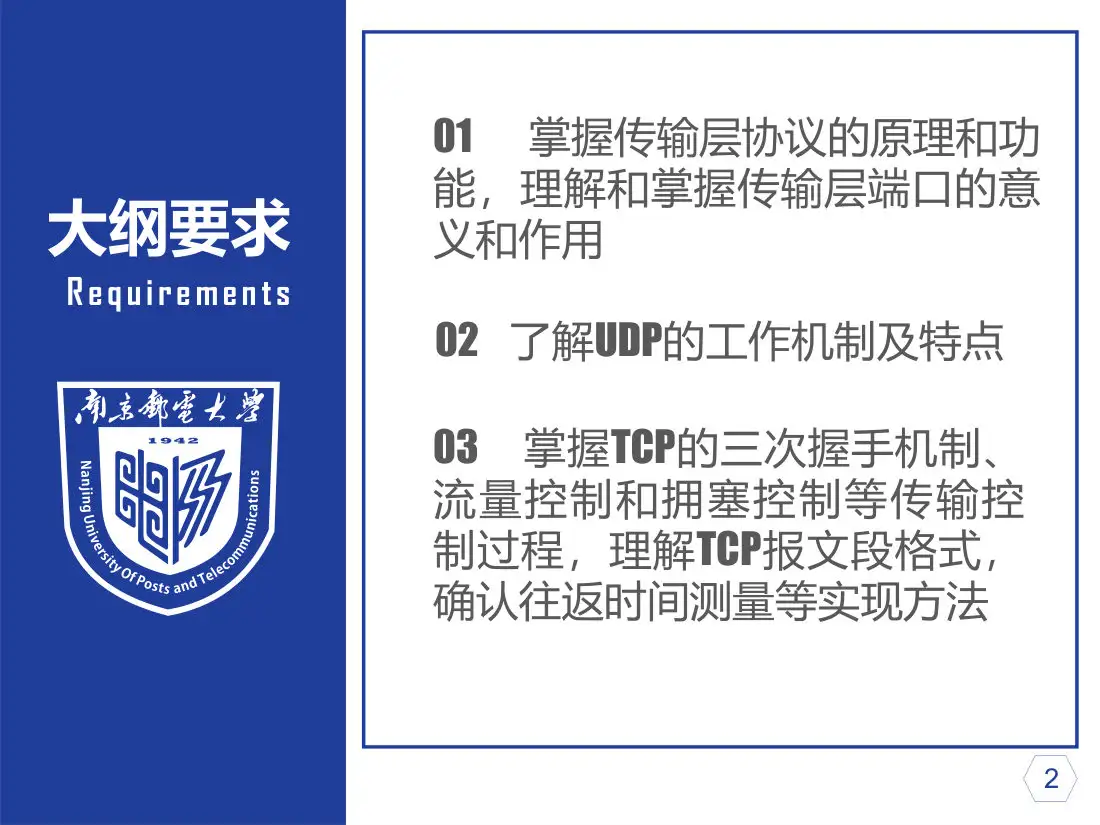 大纲要求
Requirements
南京邮电大学
1942
Nanjing University Of Posts and Telecommunications
01 掌握传输层协议的原理和功
能，理解和掌握传输层端口的意
义和作用
02 了解UDP的工作机制及特点
03 掌握TCP的三次握手机制、
流量控制和拥塞控制等传输控
制过程，理解TCP报文段格式，
确认往返时间测量等实现方法
2